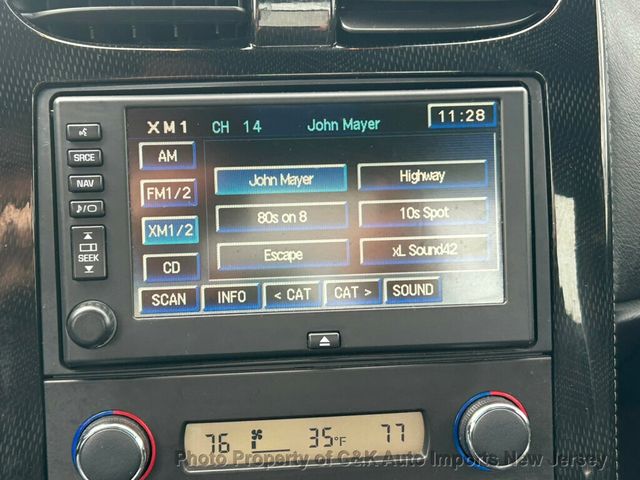 XM1 CH 14 John Mayer 11:28
AM
John Mayer Highway
SRCE
FM1/2
NAV
80s on 8 10s Spot
XM1/2
SEEK
Escape xL Sound42
CD
SCAN INFO < CAT CAT > SOUND
76 35°F 77
Photo Property of C&K Auto Imports New Jersey